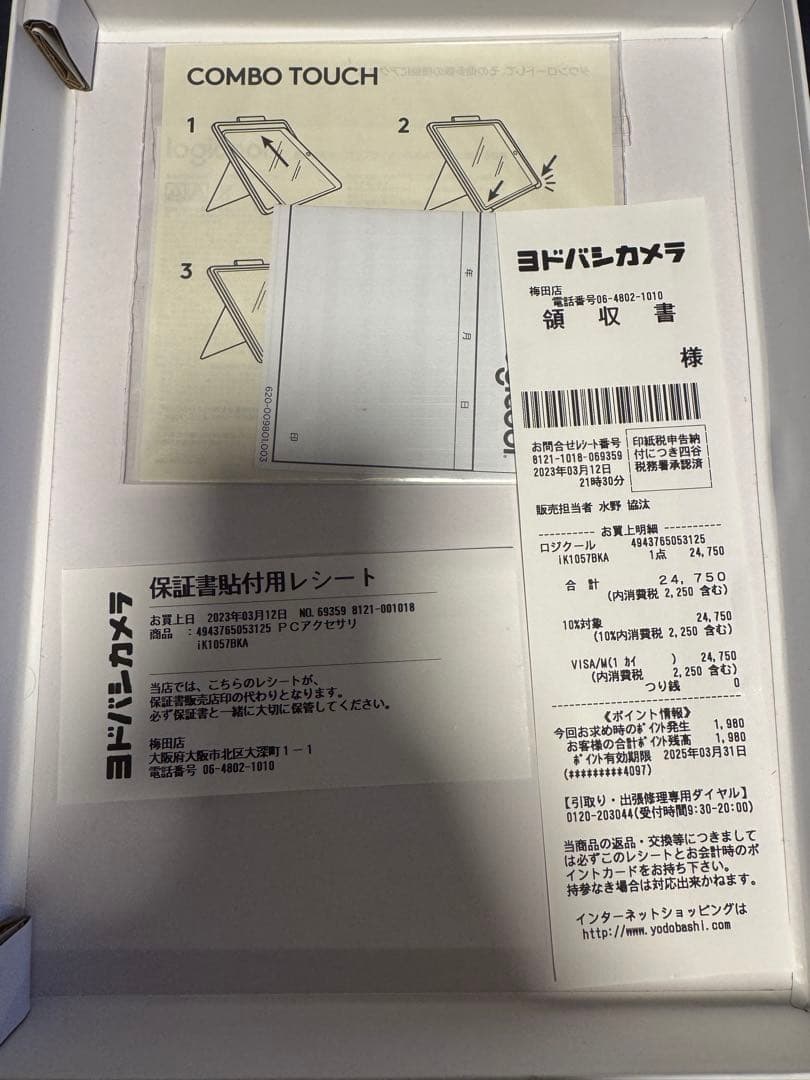 COMBO TOUCH
1
2
3
年
月
日
印
620-009801.003
ヨドバシカメラ
梅田店
電話番号06-4802-1010
領 収 書
様
お問合せﾚｼｰﾄ番号
8121-1018-069359
2023年03月12日
21時30分
印紙税申告納
付につき四谷
税務署承認済
販売担当者 水野 協汰
---------- お買上明細 ----------
ロジクール 4943765053125
iK1057BKA 1点 24,750
合 計 24,750
(内消費税 2,250 含む)
10%対象 24,750
(10%内消費税 2,250 含む)
VISA/M(1 ｶｲ ) 24,750
(内消費税 2,250 含む)
つり銭 0
《ポイント情報》
今回お求め時のﾎﾟｲﾝﾄ発生 1,980
お客様の合計ﾎﾟｲﾝﾄ残高 1,980
ﾎﾟｲﾝﾄ有効期限 2025年03月31日
(*********4097)
【引取り・出張修理専用ダイヤル】
0120-203044(受付時間9:30-20:00)
当商品の返品・交換等につきまして
は必ずこのレシートとお会計時のポ
イントカードをお持ち下さい。
持参なき場合は対応出来かねます。
インターネットショッピングは
http://www.yodobashi.com
ヨドバシカメラ
保証書貼付用レシート
お買上日 2023年03月12日 NO.69359 8121-001018
商品 :4943765053125 PCアクセサリ
iK1057BKA
当店では、こちらのレシートが、
保証書販売店印の代わりとなります。
必ず保証書と一緒に大切に保管してください。
梅田店
大阪府大阪市北区大深町1-1
電話番号 06-4802-1010